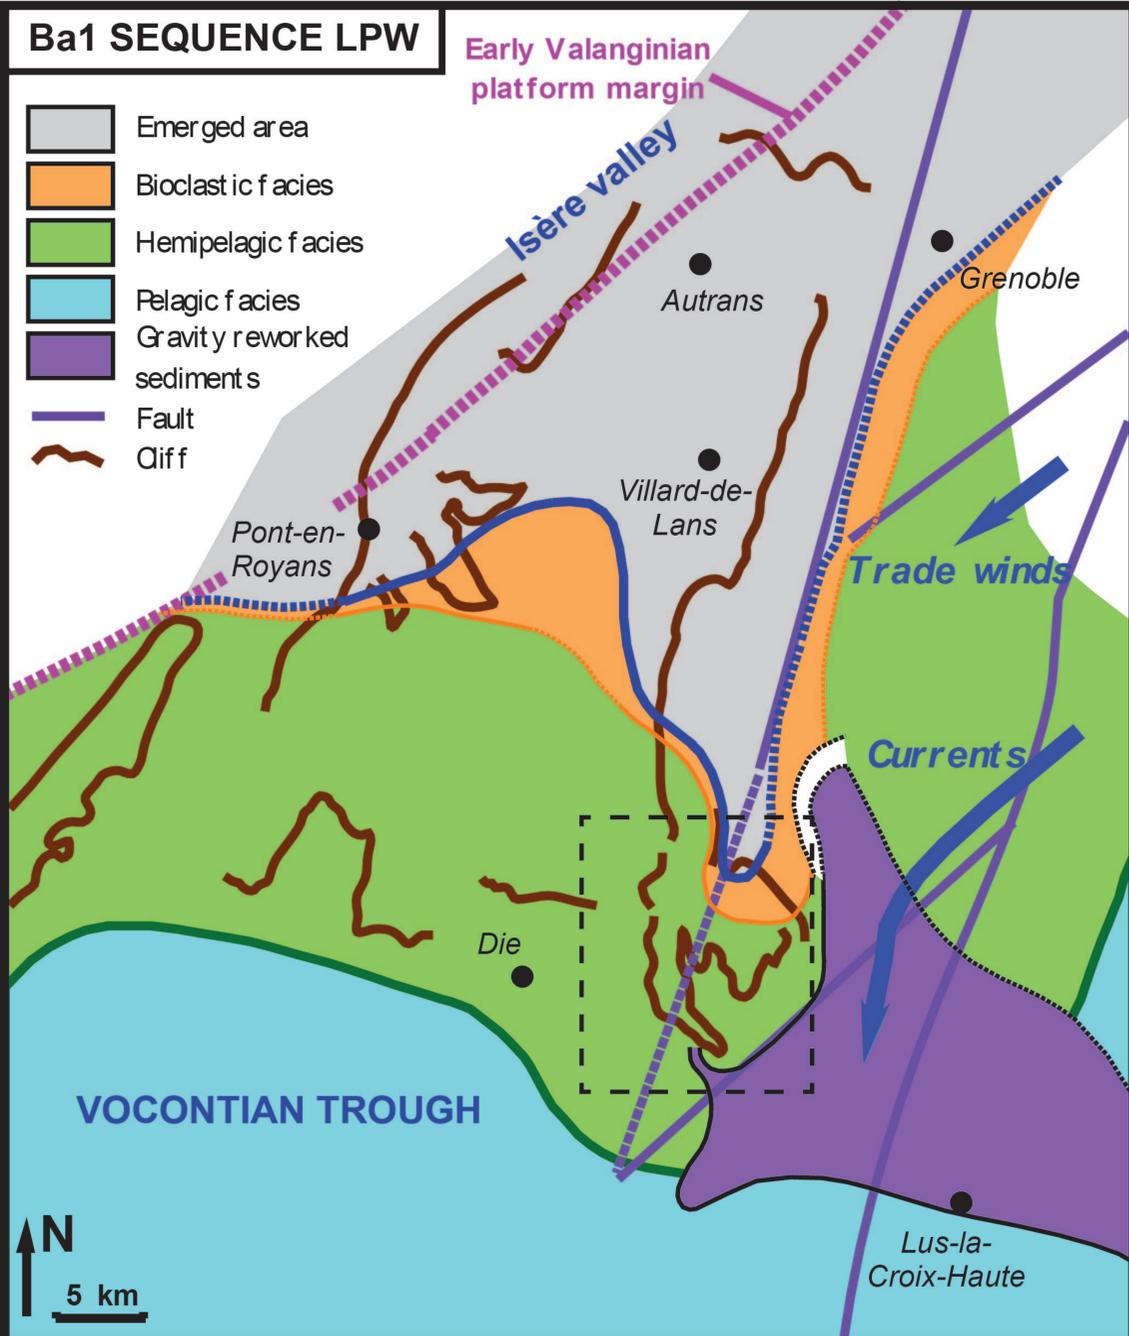 Ba1 SEQUENCE LPW
Early Valanginian
platform margin
Emerged area
Bioclastic facies
Hemipelagic facies
Pelagic facies
Gravity reworked
sediments
Fault
Cliff
Isère valley
Autrans
Grenoble
Villard-de-
Lans
Pont-en-
Royans
Trade winds
Currents
Die
VOCONTIAN TROUGH
N
5 km
Lus-la-
Croix-Haute